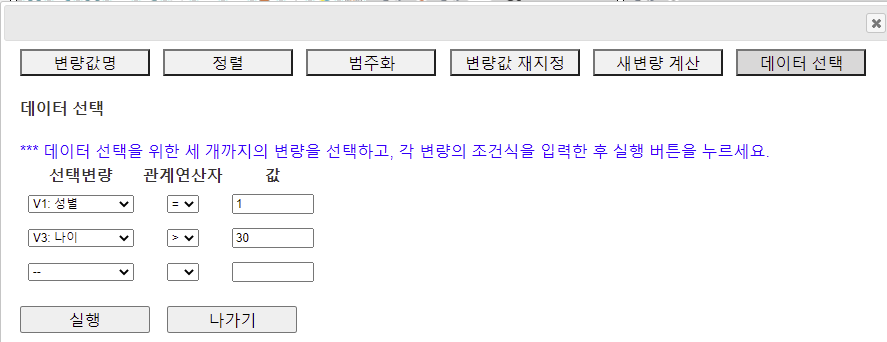 변량값명 정렬 범주화 변량값 재지정 새변량 계산 데이터 선택
데이터 선택
*** 데이터 선택을 위한 세 개까지의 변량을 선택하고, 각 변량의 조건식을 입력한 후 실행 버튼을 누르세요.
선택변량 관계연산자 값
V1: 성별 = 1
V3: 나이 > 30
--
실행 나가기